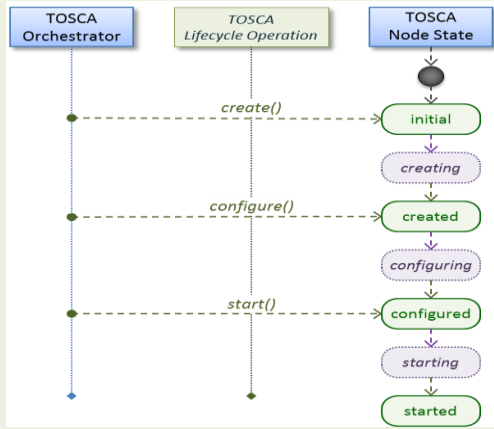 TOSCA
Orchestrator
TOSCA
Lifecycle Operation
TOSCA
Node State
create()
initial
creating
configure()
created
configuring
start()
configured
starting
started